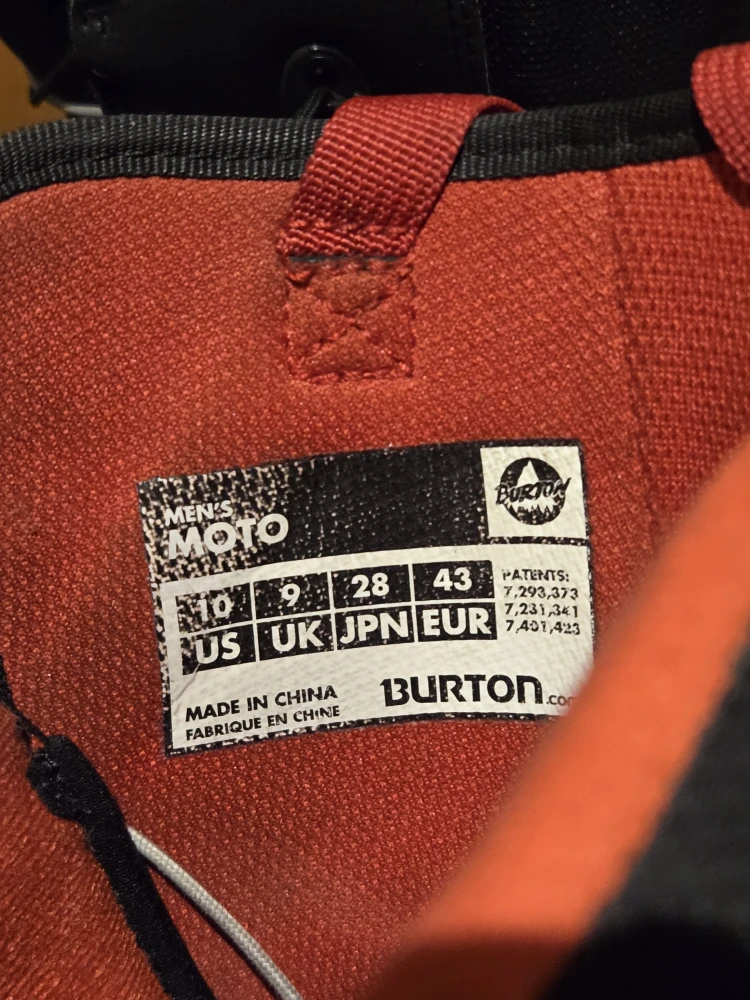 BURTON
MEN'S
MOTO
10 9 28 43
US UK JPN EUR
PATENTS:
7,293,373
7,231,341
7,401,423
MADE IN CHINA
FABRIQUE EN CHINE
BURTON.co